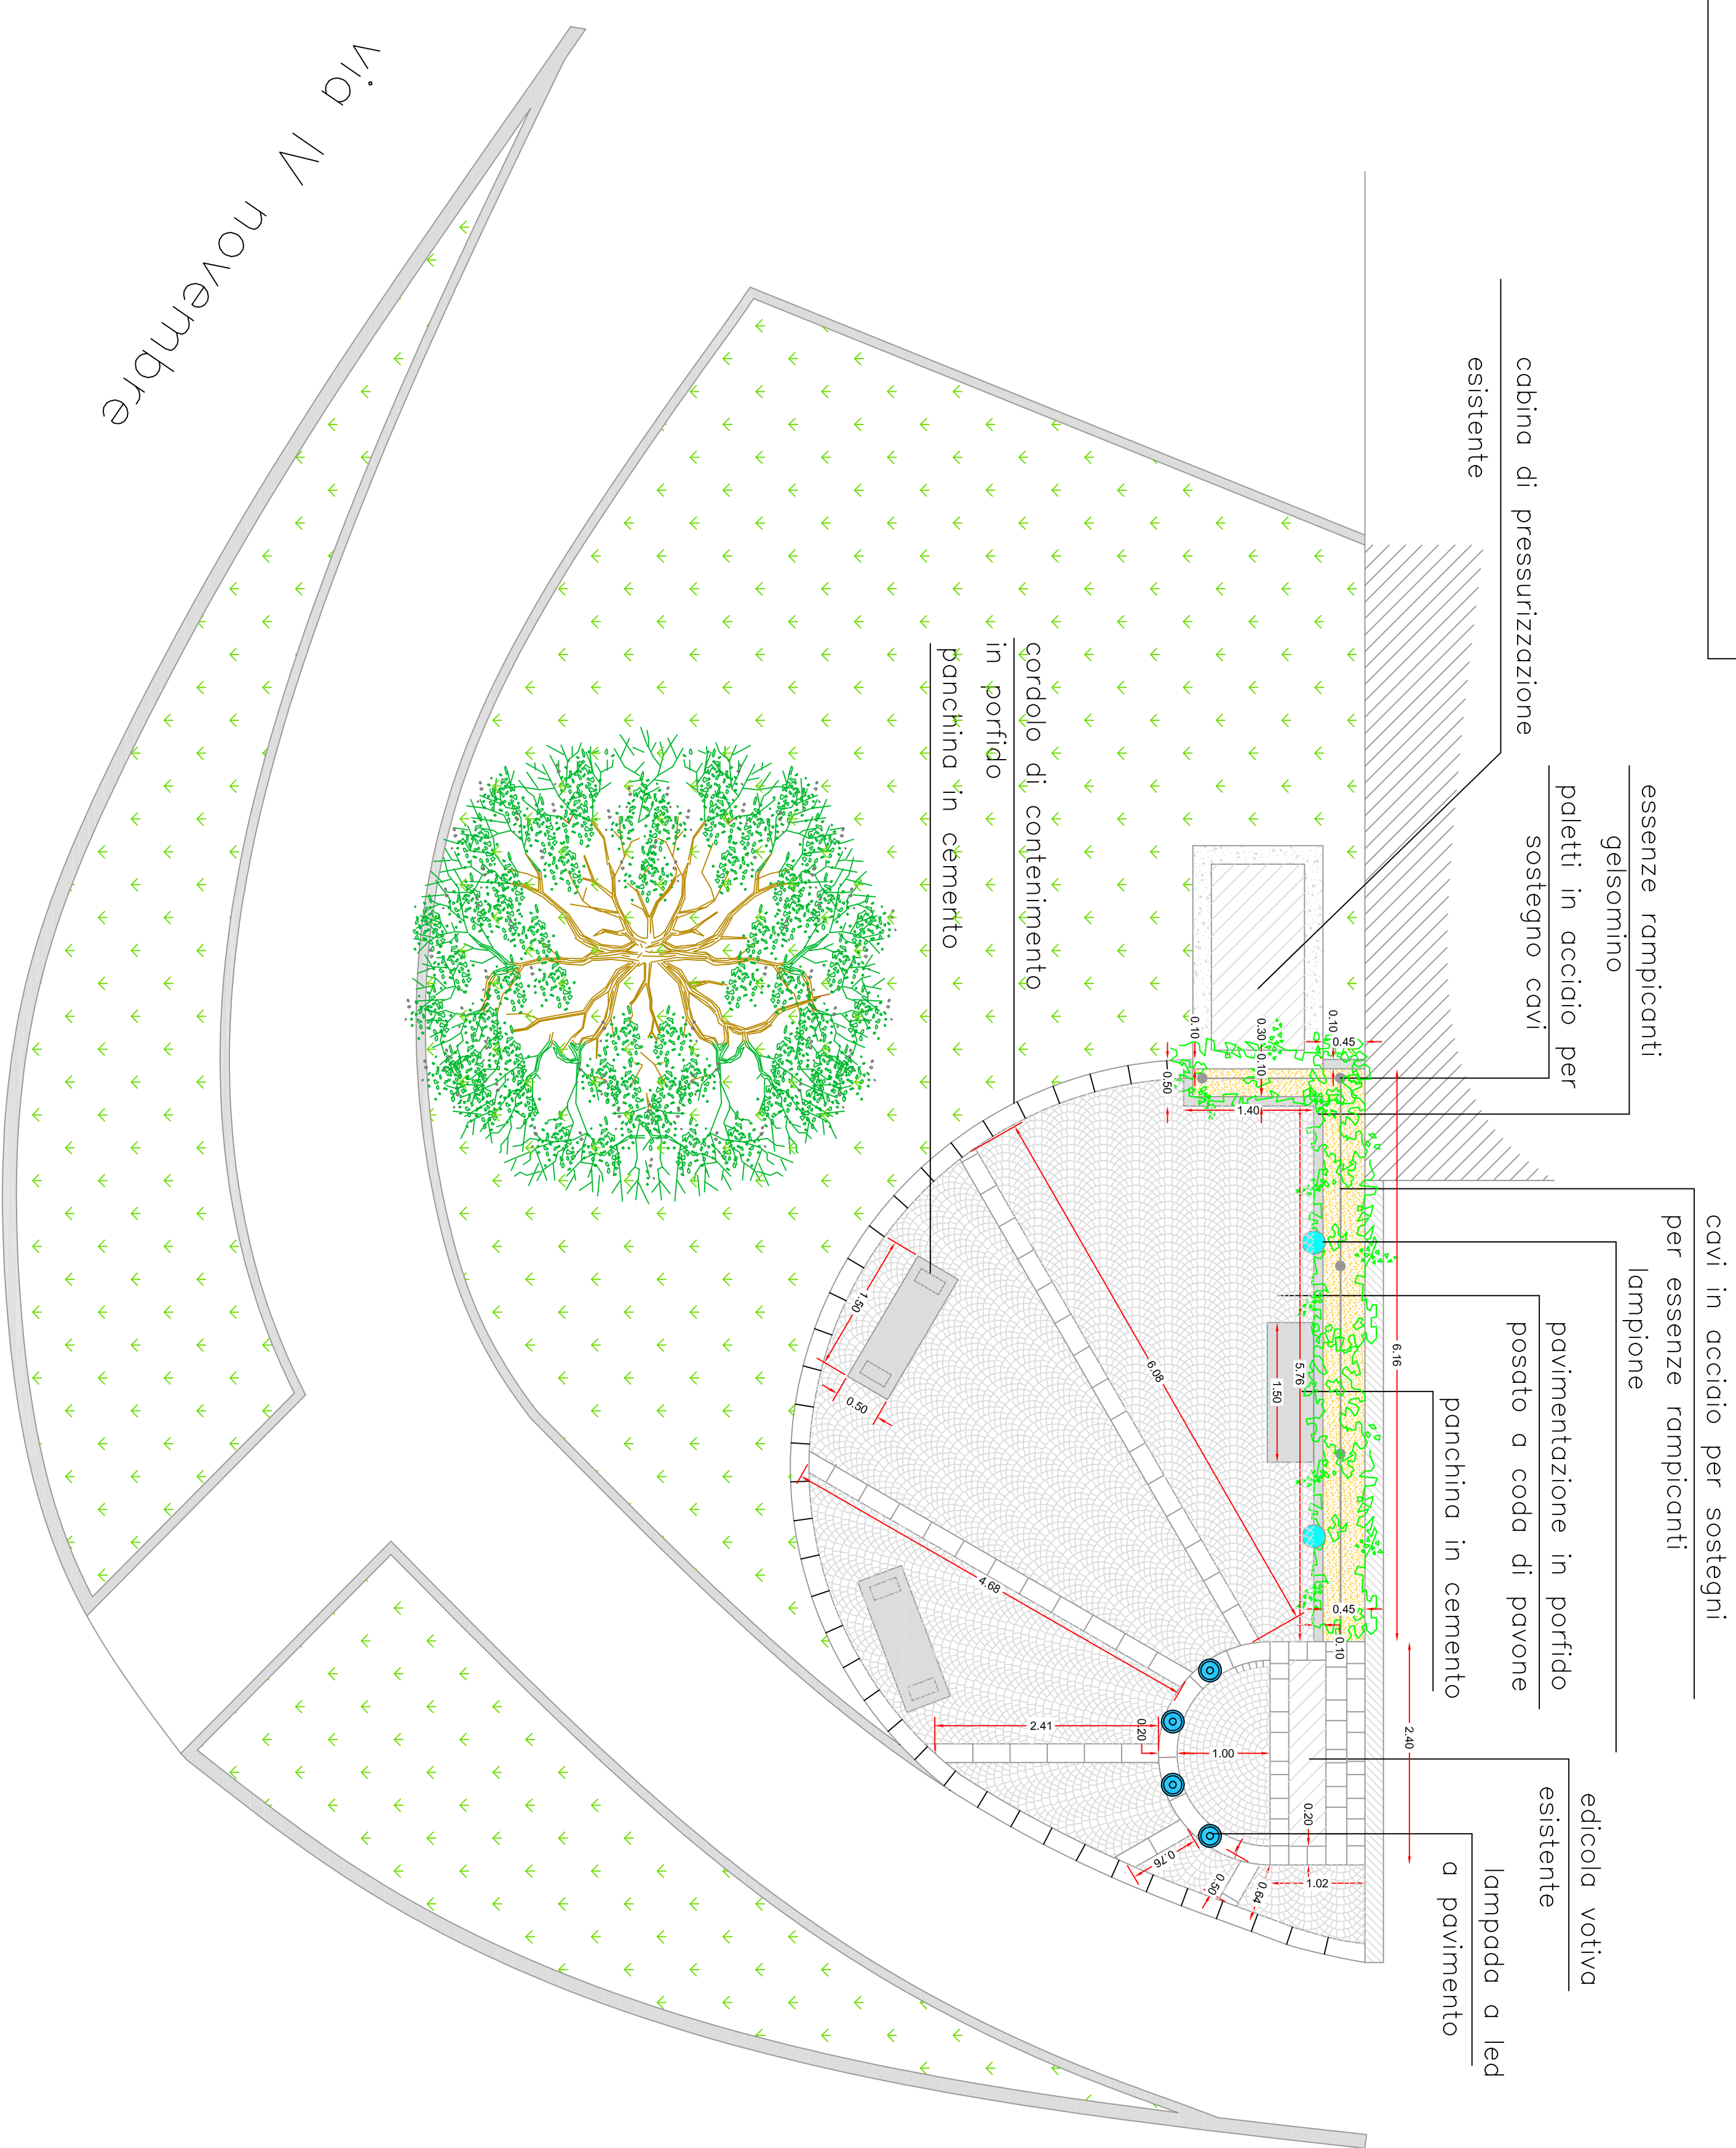 via IV novembre
cabina di pressurizzazione
esistente
essenze rampicanti
gelsomino
paletti in acciaio per
sostegno cavi
cordolo di contenimento
in porfido
panchina in cemento
cavi in acciaio per sostegni
per essenze rampicanti
lampione
pavimentazione in porfido
posato a coda di pavone
panchina in cemento
edicola votiva
esistente
lampada a led
a pavimento
0.10
0.30
0.10
0.10
0.45
0.50
1.40
6.16
5.76
1.50
6.08
1.50
0.50
4.68
0.45
0.10
2.40
2.41
0.20
1.00
0.20
1.02
0.76
0.50
0.64